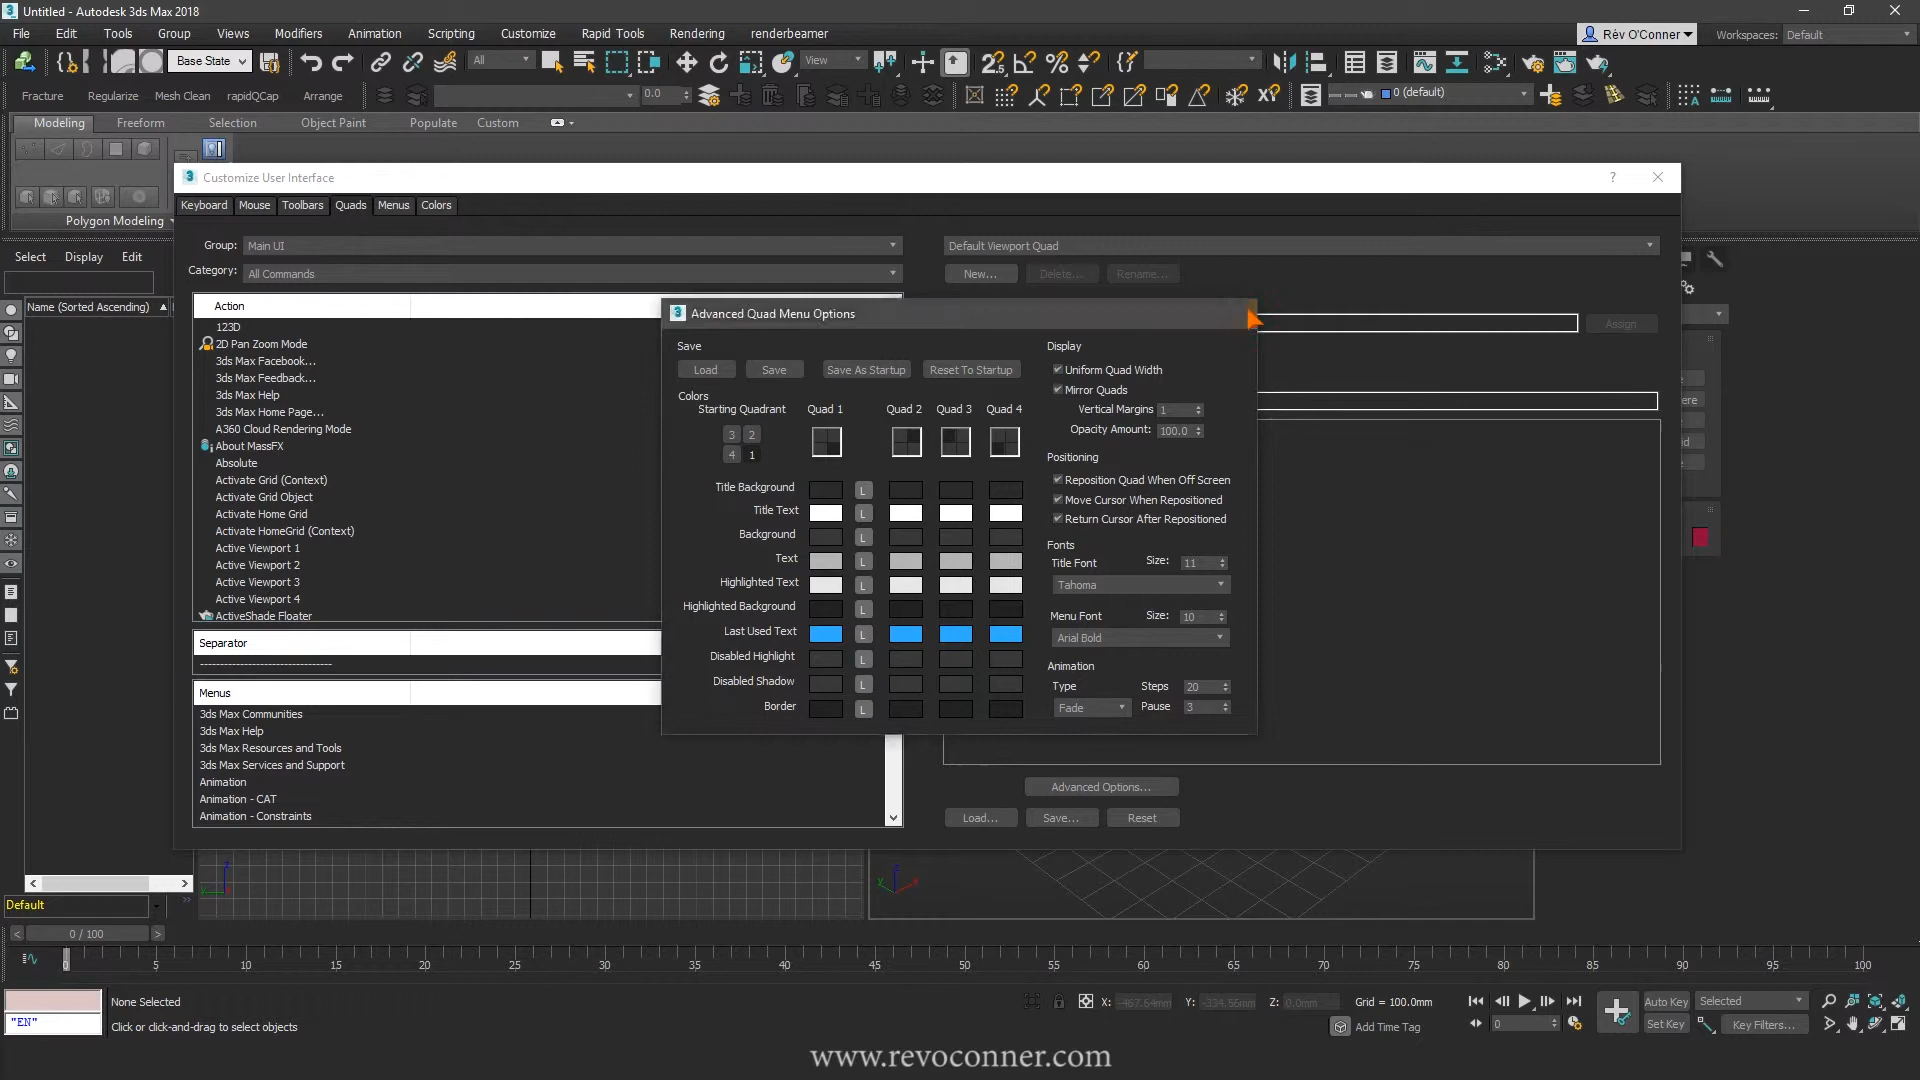 Untitled - Autodesk 3ds Max 2018
File Edit Tools Group Views Modifiers Animation Scripting Customize Rendering Rapid Tools renderbeamer
Rév O'Conner Workspaces: Default
Base State All View
Fracture Regularize Mesh Clean rapidQCap Arrange 0.0 0 (default)
Modeling Freeform Selection Object Paint Populate Custom
Polygon Modeling
Customize User Interface
Keyboard Mouse Toolbars Quads Menus Colors
Group: Main UI
Default Viewport Quad
Category: All Commands
New... Delete... Rename...
Select Display Edit
Name (Sorted Ascending)
Action
123D
2D Pan Zoom Mode
3ds Max Facebook...
3ds Max Feedback...
3ds Max Help
3ds Max Home Page...
A360 Cloud Rendering Mode
About MassFX
Absolute
Activate Grid (Context)
Activate Grid Object
Activate Home Grid
Activate HomeGrid (Context)
Active Viewport 1
Active Viewport 2
Active Viewport 3
Active Viewport 4
ActiveShade Floater
Separator
---------------------------------
Menus
3ds Max Communities
3ds Max Help
3ds Max Resources and Tools
3ds Max Services and Support
Animation
Animation - CAT
Animation - Constraints
Assign
Advanced Quad Menu Options
Save
Load Save Save As Startup Reset To Startup
Colors
Starting Quadrant Quad 1 Quad 2 Quad 3 Quad 4
3 2
4 1
Title Background L
Title Text L
Background L
Text L
Highlighted Text L
Highlighted Background L
Last Used Text L
Disabled Highlight L
Disabled Shadow L
Border L
Display
Uniform Quad Width
Mirror Quads
Vertical Margins 1
Opacity Amount: 100.0
Positioning
Reposition Quad When Off Screen
Move Cursor When Repositioned
Return Cursor After Repositioned
Fonts
Title Font Size: 11
Tahoma
Menu Font Size: 10
Arial Bold
Animation
Type Steps 20
Fade Pause 3
Advanced Options...
Load... Save... Reset
Default
0 / 100
0 5 10 15 20 25 30 35 40 45 50 55 60 65 70 75 80 85 90 95 100
None Selected
"EN"
Click or click-and-drag to select objects
X: -467.64mm Y: -334.56mm Z: 0.0mm Grid = 100.0mm
Add Time Tag
0
Auto Key Selected
Set Key Key Filters...
www.revoconner.com